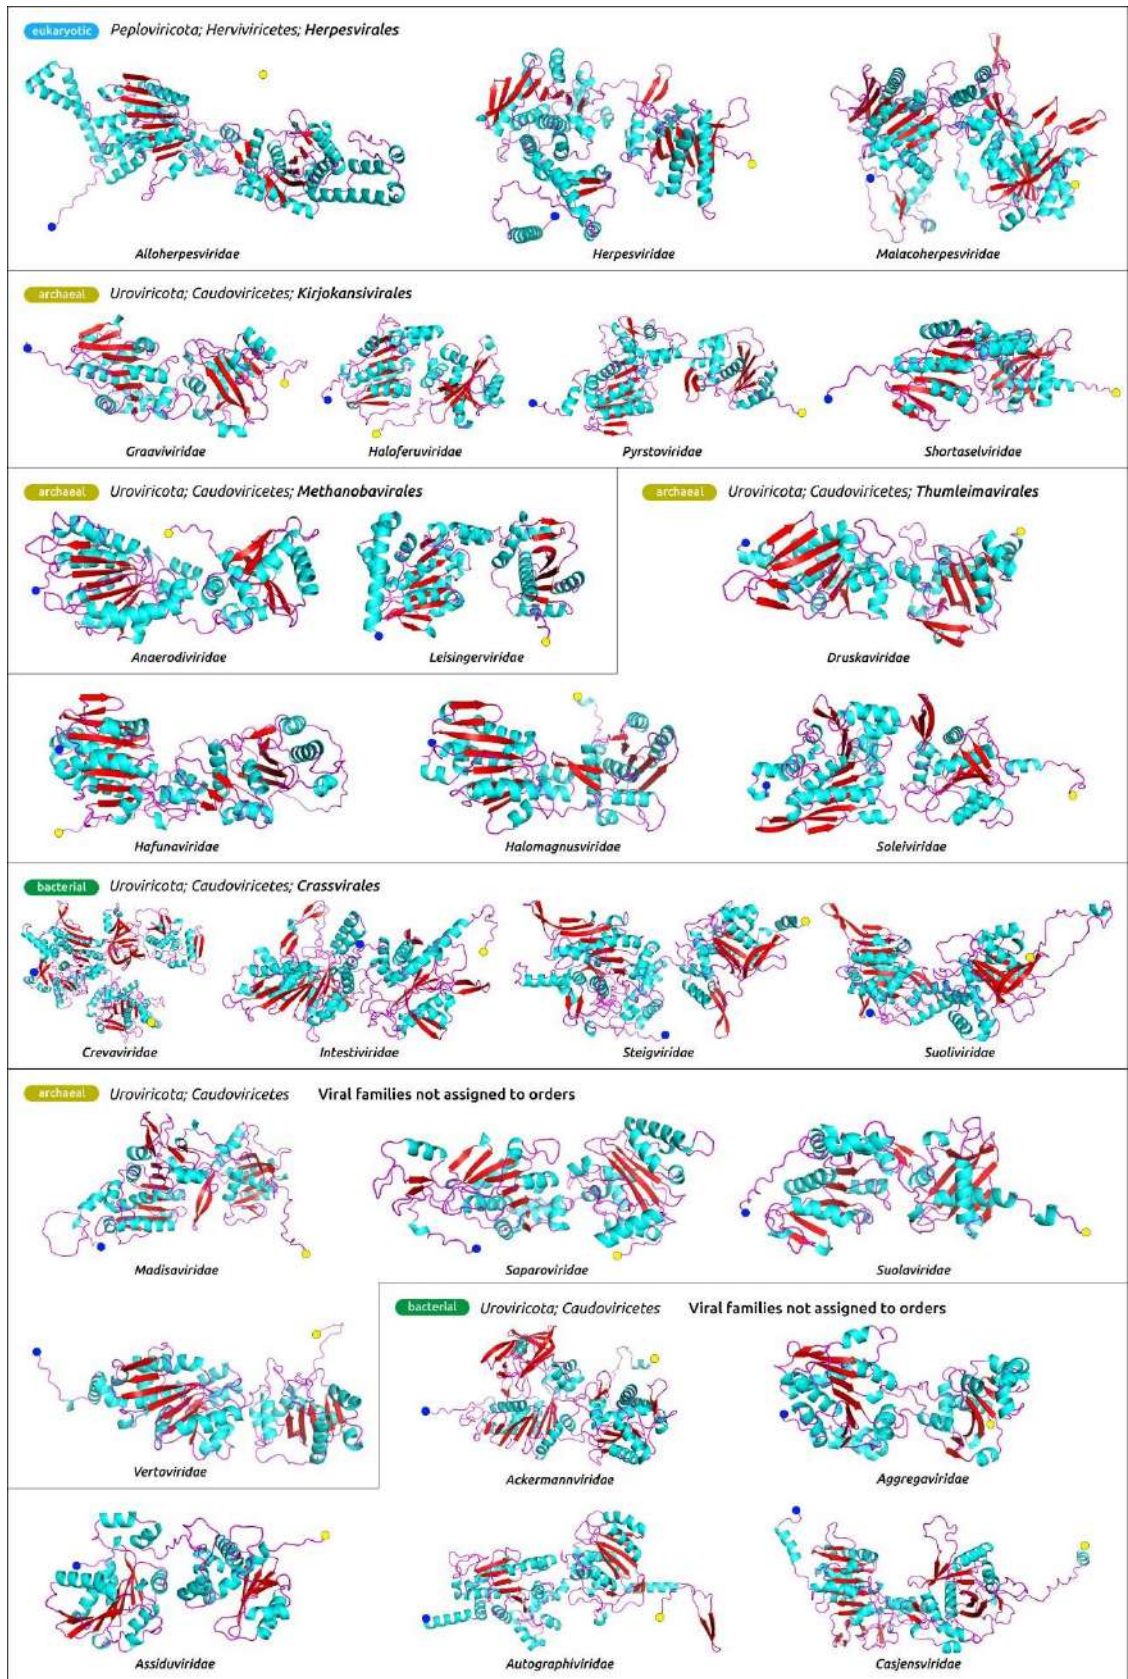 eukaryotic Peploviricota; Herviviricetes; Herpesvirales
Alloherpesviridae Herpesviridae Malacoherpesviridae
archaeal Uroviricota; Caudoviricetes; Kirjokansivirales
Graaviviridae Haloferuviridae Pyrstoviridae Shortaselviridae
archaeal Uroviricota; Caudoviricetes; Methanobavirales
archaeal Uroviricota; Caudoviricetes; Thumleimavirales
Anaerodiviridae Leisingerviridae Druskaviridae
Hafunaviridae Halomagnusviridae Soleiviridae
bacterial Uroviricota; Caudoviricetes; Crassvirales
Crevaviridae Intestiviridae Steigviridae Suoliviridae
archaeal Uroviricota; Caudoviricetes Viral families not assigned to orders
Madisaviridae Saparoviridae Suolaviridae
bacterial Uroviricota; Caudoviricetes Viral families not assigned to orders
Vertoviridae Ackermannviridae Aggregaviridae
Assiduviridae Autographiviridae Casjensviridae